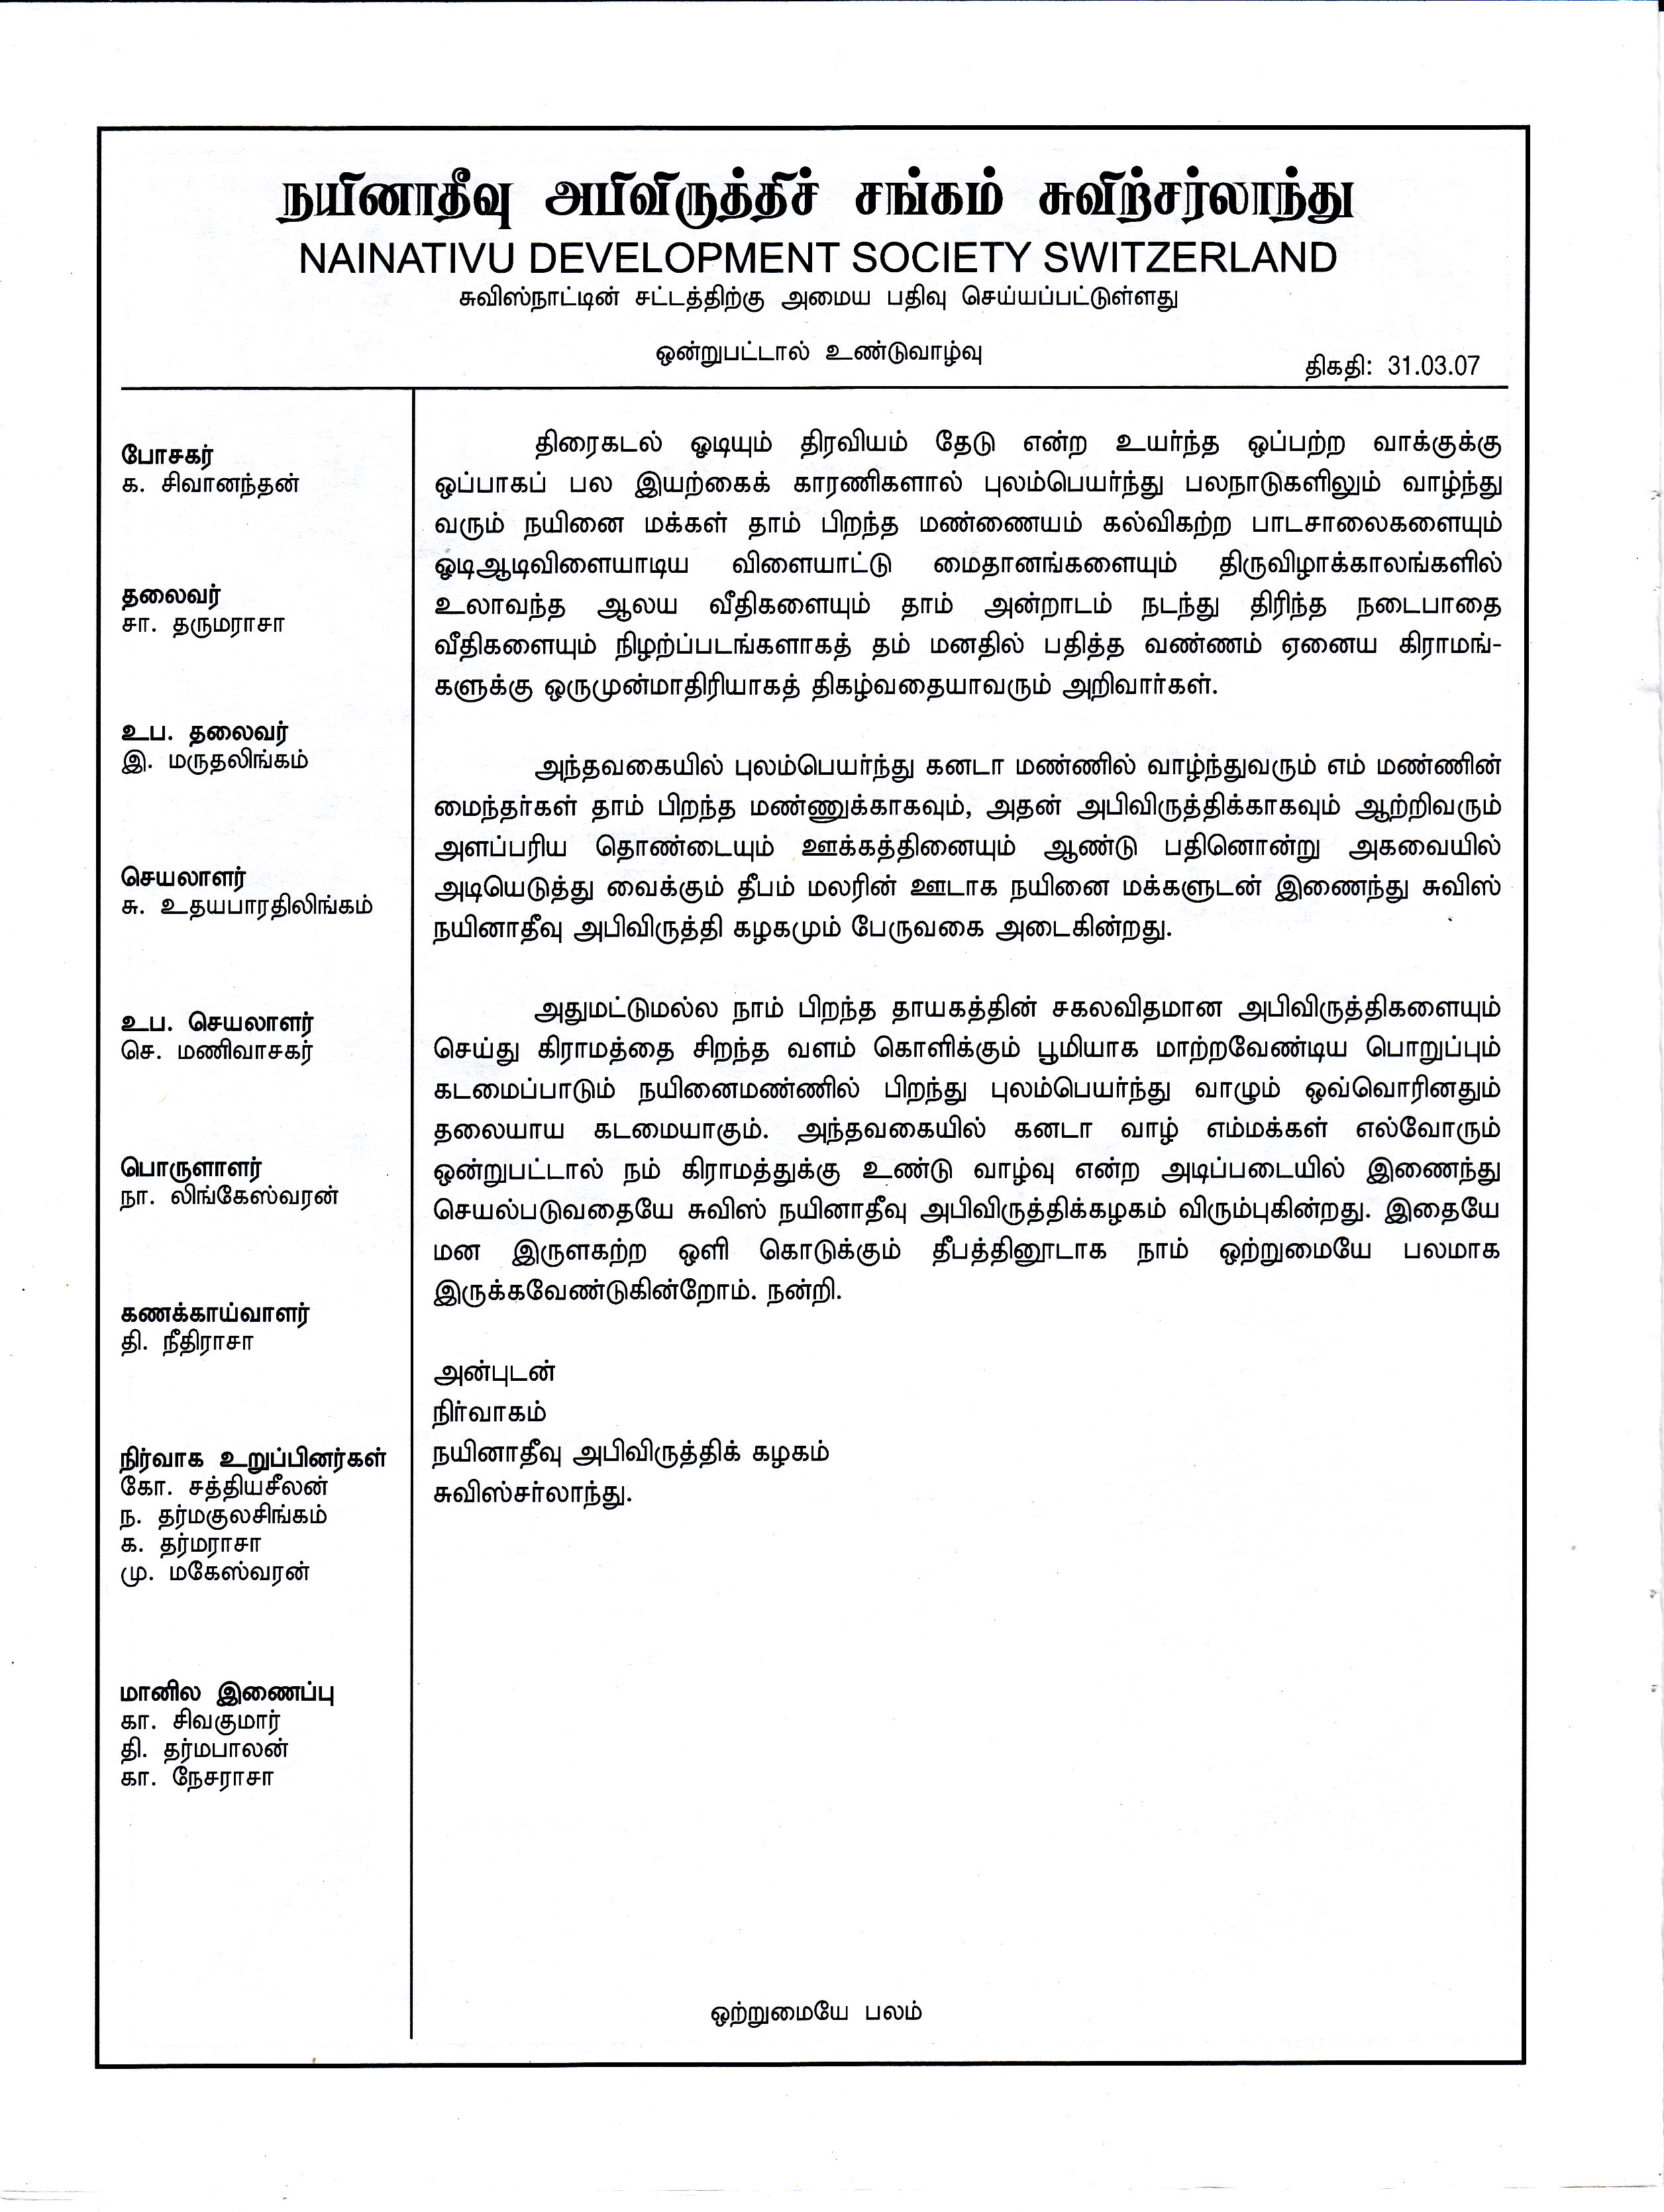 நயினாதீவு அபிவிருத்திச் சங்கம் சுவிற்சர்லாந்து
NAINATIVU DEVELOPMENT SOCIETY SWITZERLAND
சுவிஸ்நாட்டின் சட்டத்திற்கு அமைய பதிவு செய்யப்பட்டுள்ளது
ஒன்றுபட்டால் உண்டுவாழ்வு
திகதி: 31.03.07
போசகர்
க. சிவானந்தன்
தலைவர்
சா. தருமராசா
உப. தலைவர்
இ. மருதலிங்கம்
செயலாளர்
சு. உதயபாரதிலிங்கம்
உப. செயலாளர்
செ. மணிவாசகர்
பொருளாளர்
நா. லிங்கேஸ்வரன்
கணக்காய்வாளர்
தி. நீதிராசா
நிர்வாக உறுப்பினர்கள்
கோ. சத்தியசீலன்
ந. தர்மகுலசிங்கம்
க. தர்மராசா
மு. மகேஸ்வரன்
மானில இணைப்பு
கா. சிவகுமார்
தி. தர்மபாலன்
கா. நேசராசா
திரைகடல் ஓடியும் திரவியம் தேடு என்ற உயர்ந்த ஒப்பற்ற வாக்குக்கு
ஒப்பாகப் பல இயற்கைக் காரணிகளால் புலம்பெயர்ந்து பலநாடுகளிலும் வாழ்ந்து
வரும் நயினை மக்கள் தாம் பிறந்த மண்ணையம் கல்விகற்ற பாடசாலைகளையும்
ஓடிஆடிவிளையாடிய விளையாட்டு மைதானங்களையும் திருவிழாக்காலங்களில்
உலாவந்த ஆலய வீதிகளையும் தாம் அன்றாடம் நடந்து திரிந்த நடைபாதை
வீதிகளையும் நிழற்ப்படங்களாகத் தம் மனதில் பதித்த வண்ணம் ஏனைய கிராமங்-
களுக்கு ஒருமுன்மாதிரியாகத் திகழ்வதையாவரும் அறிவார்கள்.
அந்தவகையில் புலம்பெயர்ந்து கனடா மண்ணில் வாழ்ந்துவரும் எம் மண்ணின்
மைந்தர்கள் தாம் பிறந்த மண்ணுக்காகவும், அதன் அபிவிருத்திக்காகவும் ஆற்றிவரும்
அளப்பரிய தொண்டையும் ஊக்கத்தினையும் ஆண்டு பதினொன்று அகவையில்
அடியெடுத்து வைக்கும் தீபம் மலரின் ஊடாக நயினை மக்களுடன் இணைந்து சுவிஸ்
நயினாதீவு அபிவிருத்தி கழகமும் பேருவகை அடைகின்றது.
அதுமட்டுமல்ல நாம் பிறந்த தாயகத்தின் சகலவிதமான அபிவிருத்திகளையும்
செய்து கிராமத்தை சிறந்த வளம் கொளிக்கும் பூமியாக மாற்றவேண்டிய பொறுப்பும்
கடமைப்பாடும் நயினைமண்ணில் பிறந்து புலம்பெயர்ந்து வாழும் ஒவ்வொரினதும்
தலையாய கடமையாகும். அந்தவகையில் கனடா வாழ் எம்மக்கள் எல்வோரும்
ஒன்றுபட்டால் நம் கிராமத்துக்கு உண்டு வாழ்வு என்ற அடிப்படையில் இணைந்து
செயல்படுவதையே சுவிஸ் நயினாதீவு அபிவிருத்திக்கழகம் விரும்புகின்றது. இதையே
மன இருளகற்ற ஒளி கொடுக்கும் தீபத்தினூடாக நாம் ஒற்றுமையே பலமாக
இருக்கவேண்டுகின்றோம். நன்றி.
அன்புடன்
நிர்வாகம்
நயினாதீவு அபிவிருத்திக் கழகம்
சுவிஸ்சர்லாந்து.
ஒற்றுமையே பலம்